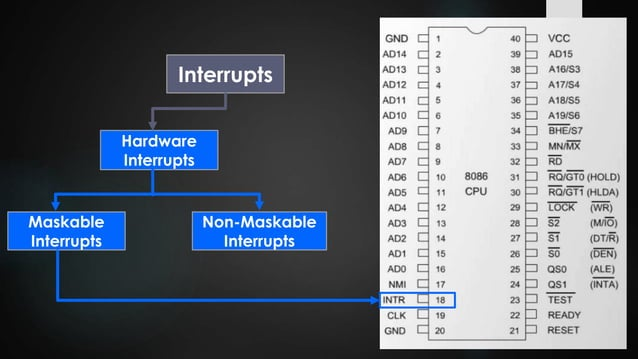 Interrupts
Hardware
Interrupts
Maskable
Interrupts
Non-Maskable
Interrupts
8086
CPU
GND 1 40 VCC
AD14 2 39 AD15
AD13 3 38 A16/S3
AD12 4 37 A17/S4
AD11 5 36 A18/S5
AD10 6 35 A19/S6
AD9 7 34 BHE/S7
AD8 8 33 MN/MX
AD7 9 32 RD
AD6 10 31 RQ/GT0 (HOLD)
AD5 11 30 RQ/GT1 (HLDA)
AD4 12 29 LOCK (WR)
AD3 13 28 S2 (M/IO)
AD2 14 27 S1 (DT/R)
AD1 15 26 S0 (DEN)
AD0 16 25 QS0 (ALE)
NMI 17 24 QS1 (INTA)
INTR 18 23 TEST
CLK 19 22 READY
GND 20 21 RESET